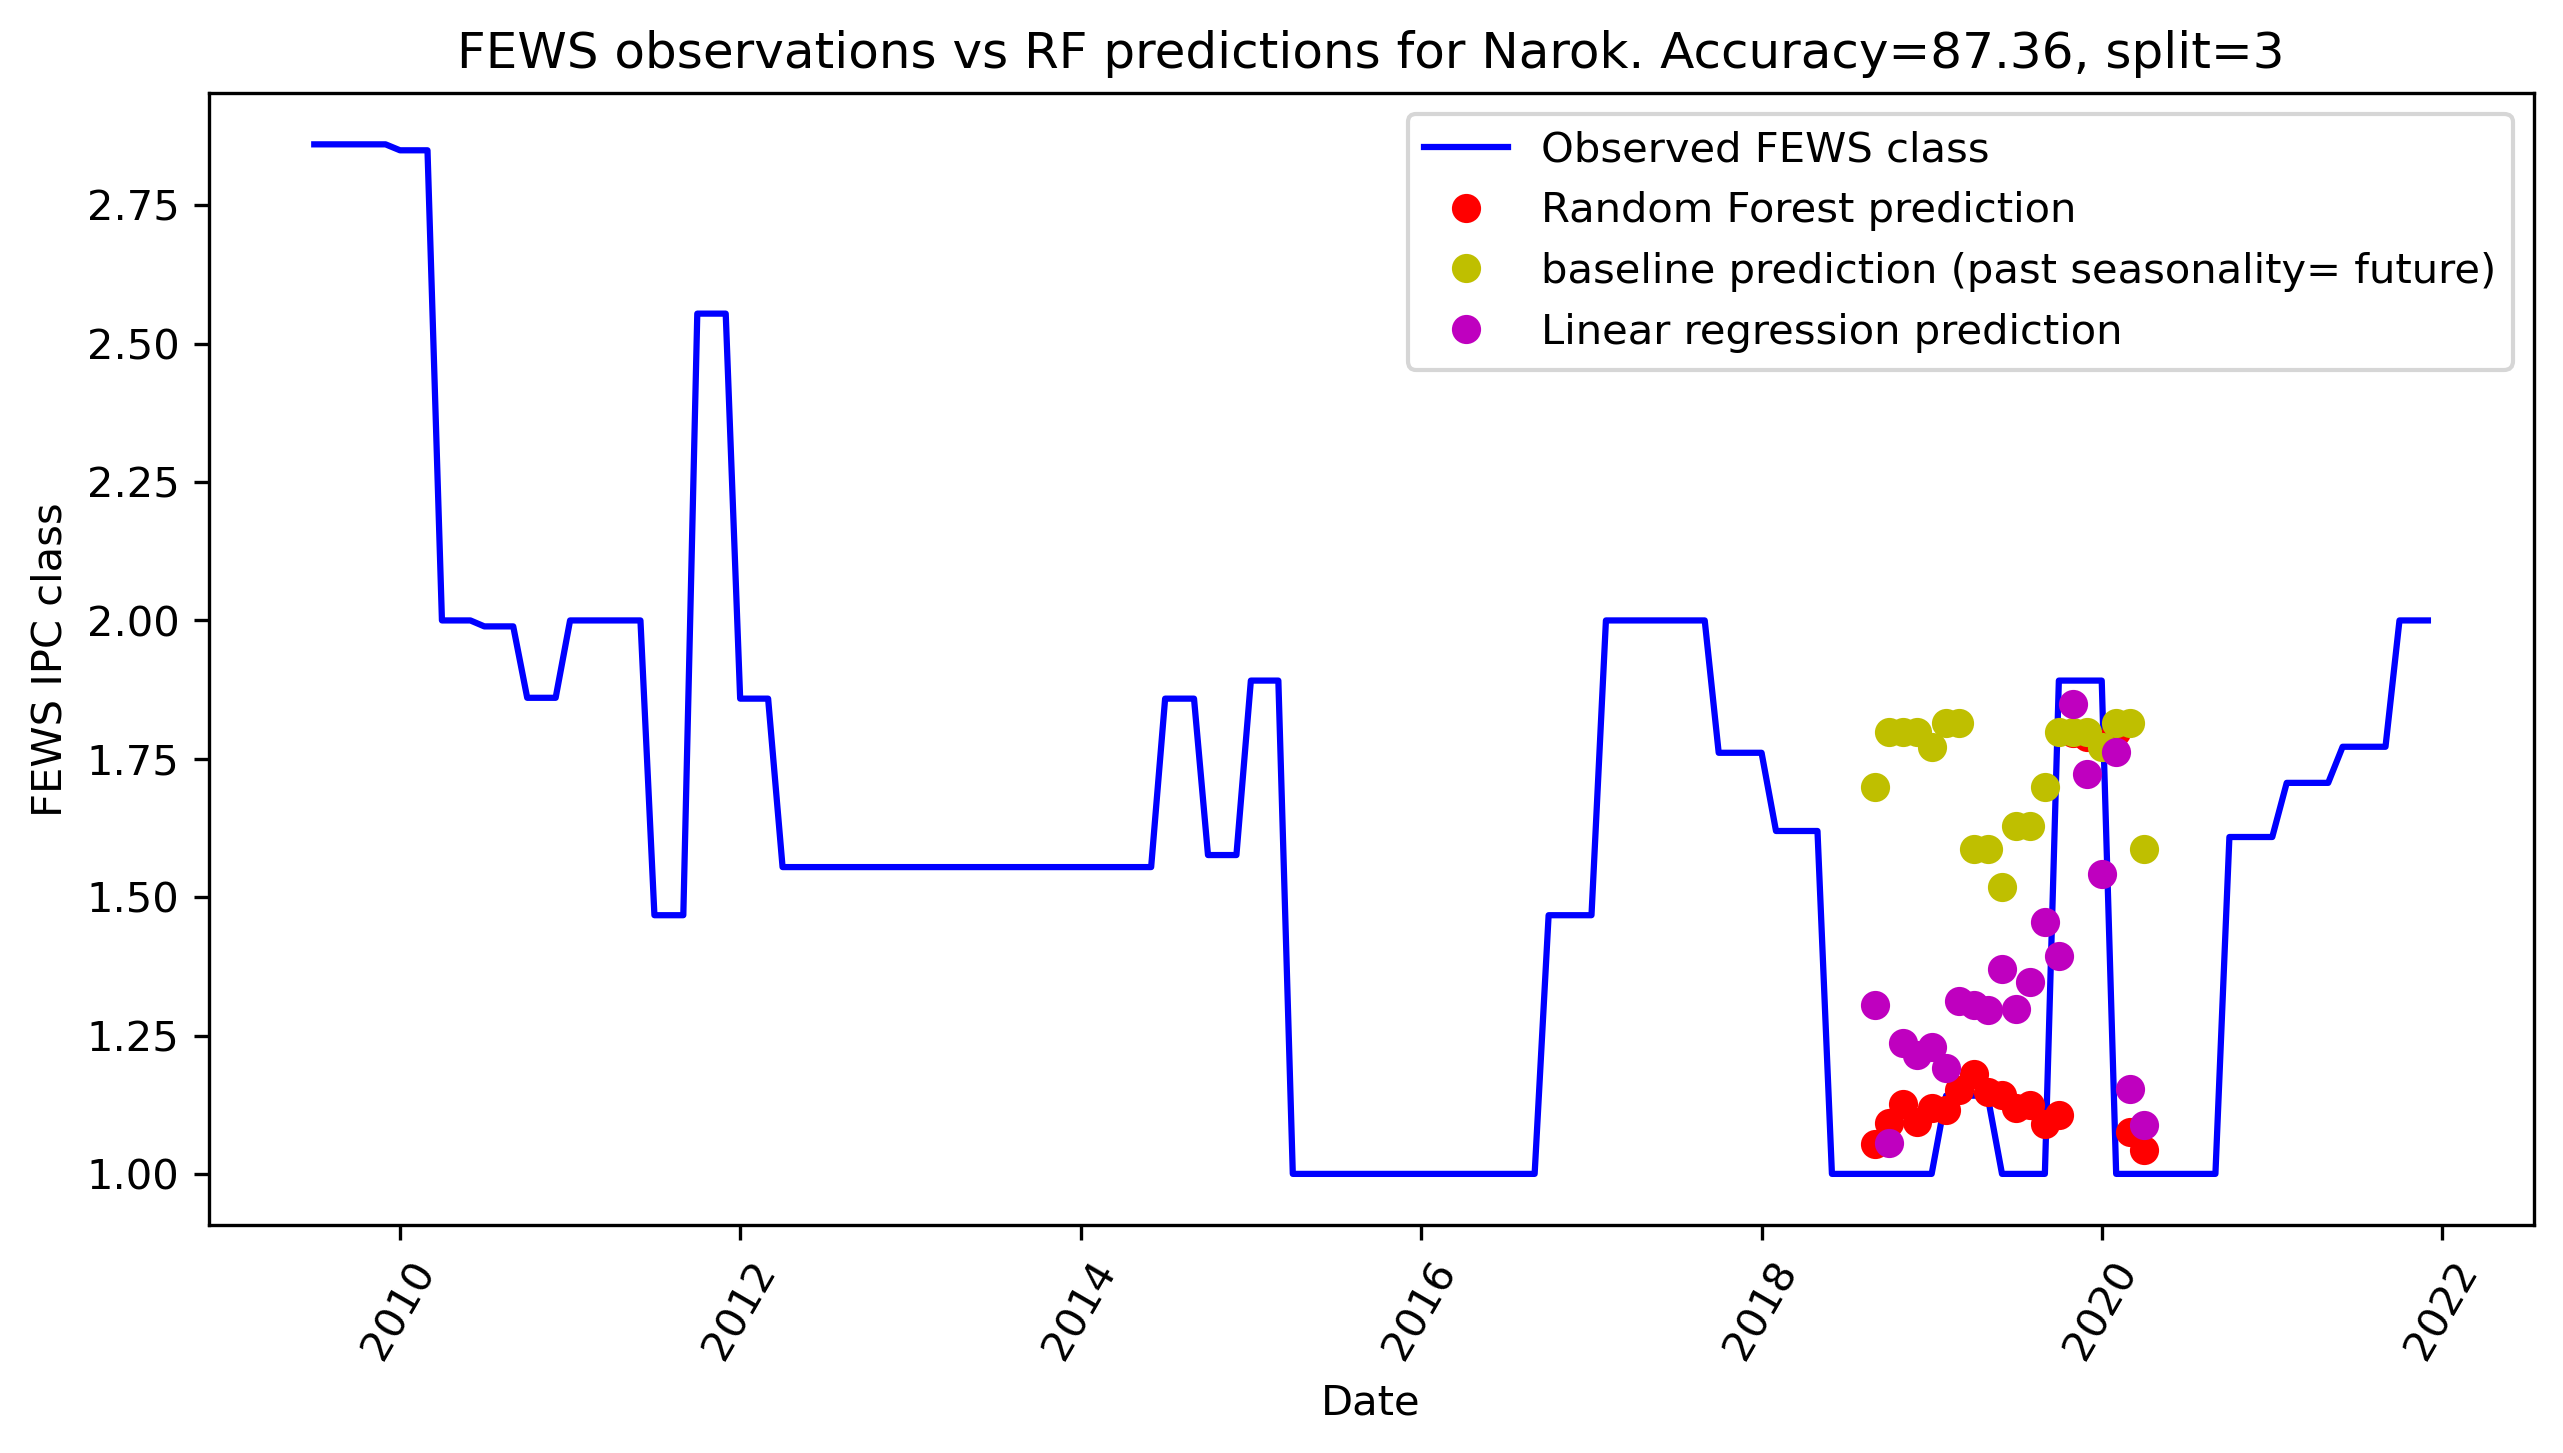 FEWS observations vs RF predictions for Narok. Accuracy=87.36, split=3
Observed FEWS class
Random Forest prediction
baseline prediction (past seasonality= future)
Linear regression prediction
FEWS IPC class
2.75
2.50
2.25
2.00
1.75
1.50
1.25
1.00
2010
2012
2014
2016
2018
2020
2022
Date